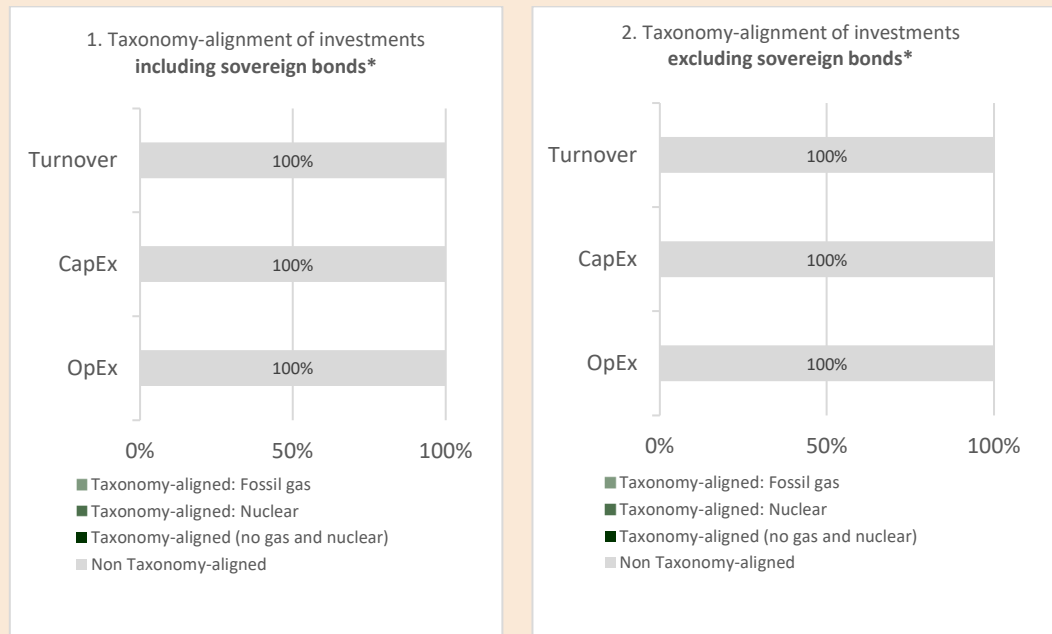 1. Taxonomy-alignment of investments
including sovereign bonds*
Turnover
100%
CapEx
100%
OpEx
100%
0%
50%
100%
Taxonomy-aligned: Fossil gas
Taxonomy-aligned: Nuclear
Taxonomy-aligned (no gas and nuclear)
Non Taxonomy-aligned
2. Taxonomy-alignment of investments
excluding sovereign bonds*
Turnover
100%
CapEx
100%
OpEx
100%
0%
50%
100%
Taxonomy-aligned: Fossil gas
Taxonomy-aligned: Nuclear
Taxonomy-aligned (no gas and nuclear)
Non Taxonomy-aligned